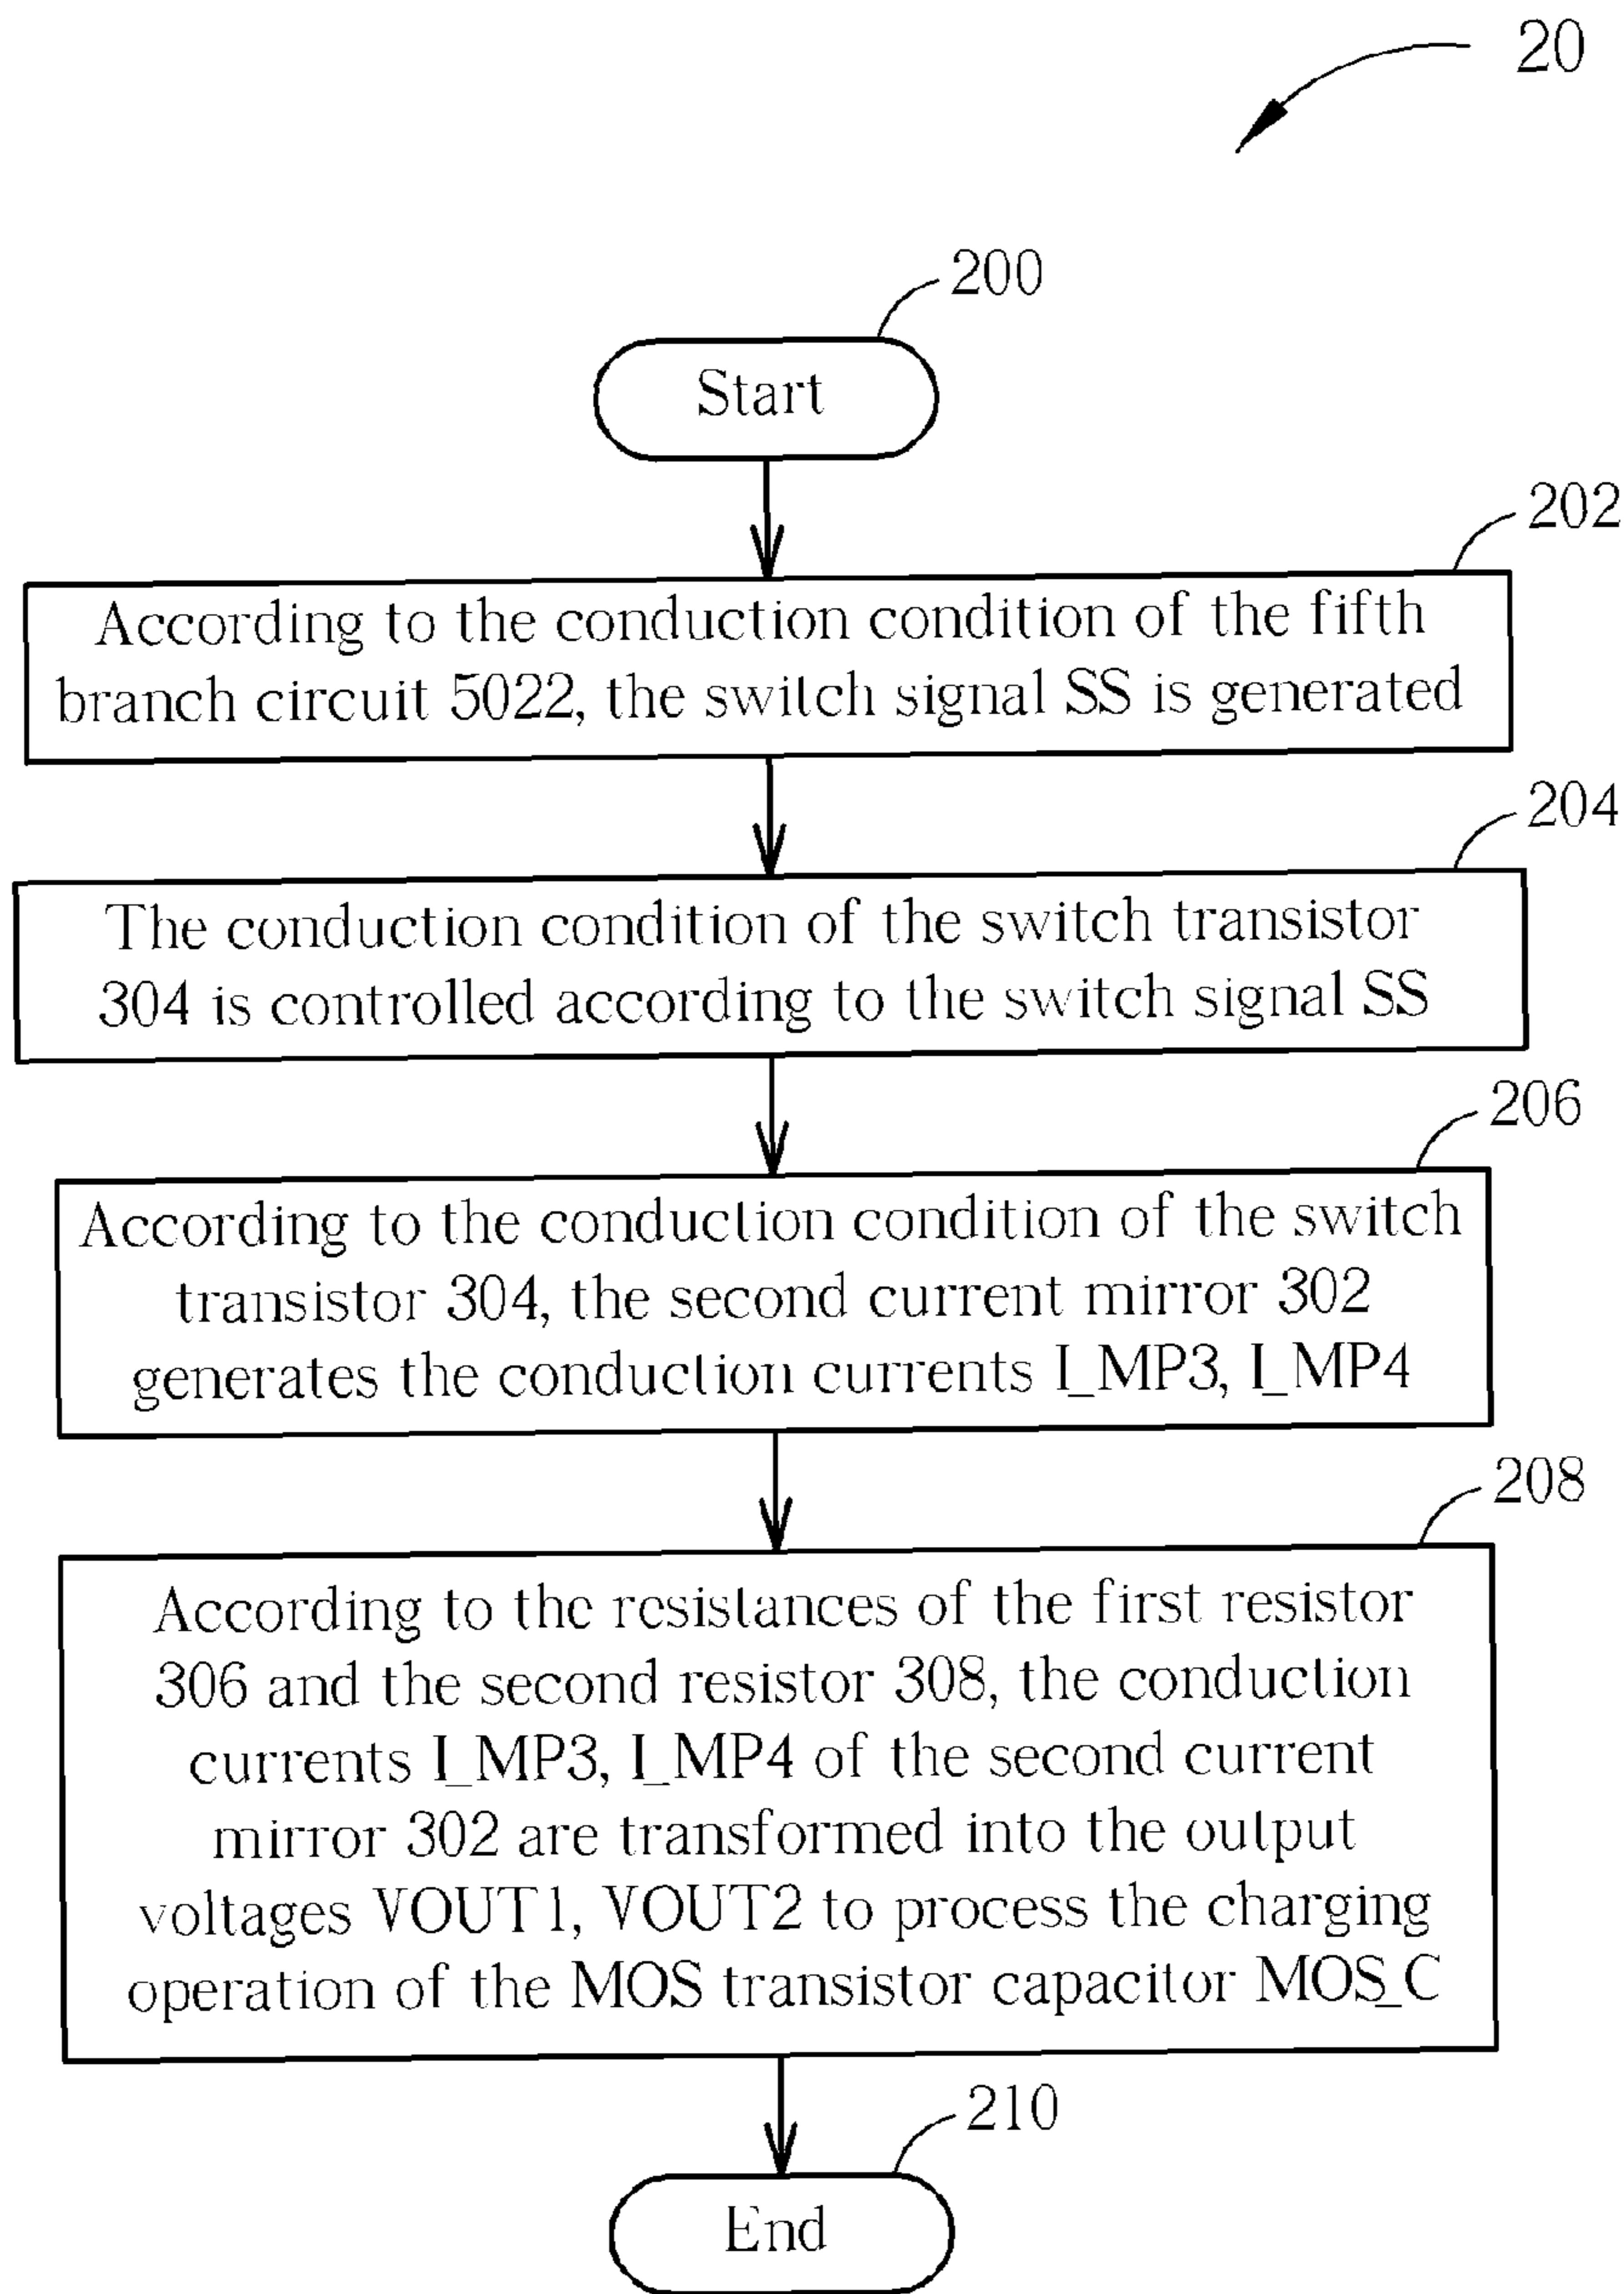 20
200
Start
202
According to the conduction condition of the fifth
branch circuit 5022, the switch signal SS is generated
204
The conduction condition of the switch transistor
304 is controlled according to the switch signal SS
206
According to the conduction condition of the switch
transistor 304, the second current mirror 302
generates the conduction currents I_MP3, I_MP4
208
According to the resistances of the first resistor
306 and the second resistor 308, the conduction
currents I_MP3, I_MP4 of the second current
mirror 302 are transformed into the output
voltages VOUT1, VOUT2 to process the charging
operation of the MOS transistor capacitor MOS_C
210
End